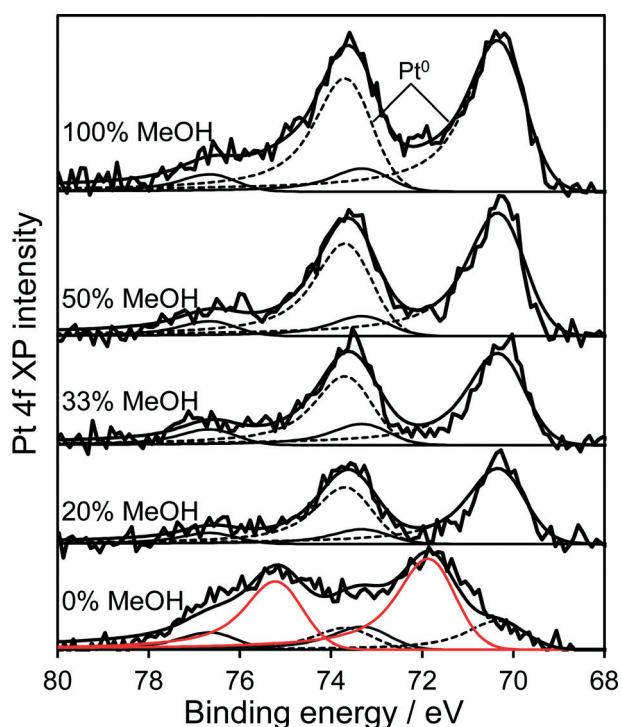 Pt⁰
100% MeOH
50% MeOH
33% MeOH
20% MeOH
0% MeOH
Pt 4f XP intensity
80 78 76 74 72 70 68
Binding energy / eV